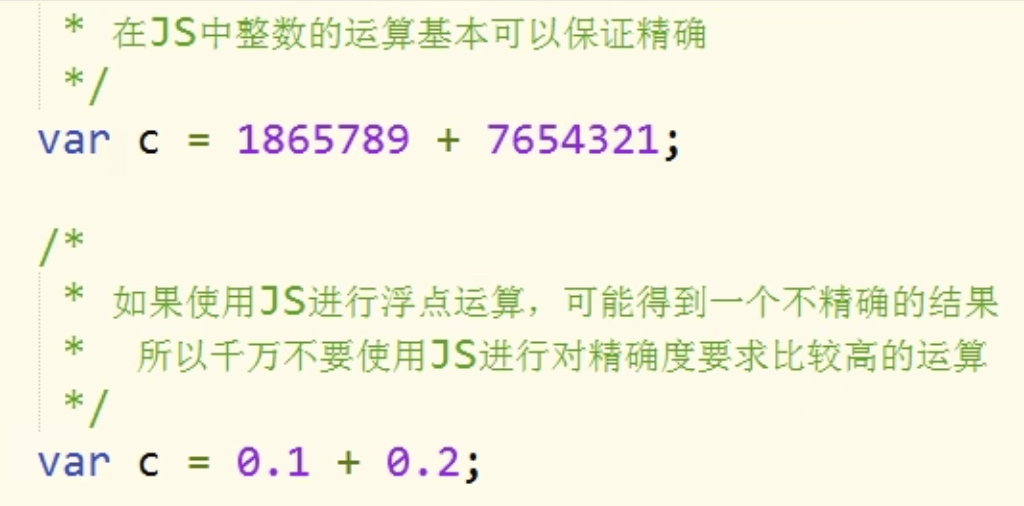 * 在JS中整数的运算基本可以保证精确
*/
var c = 1865789 + 7654321;
/*
* 如果使用JS进行浮点运算，可能得到一个不精确的结果
* 所以千万不要使用JS进行对精确度要求比较高的运算
*/
var c = 0.1 + 0.2;